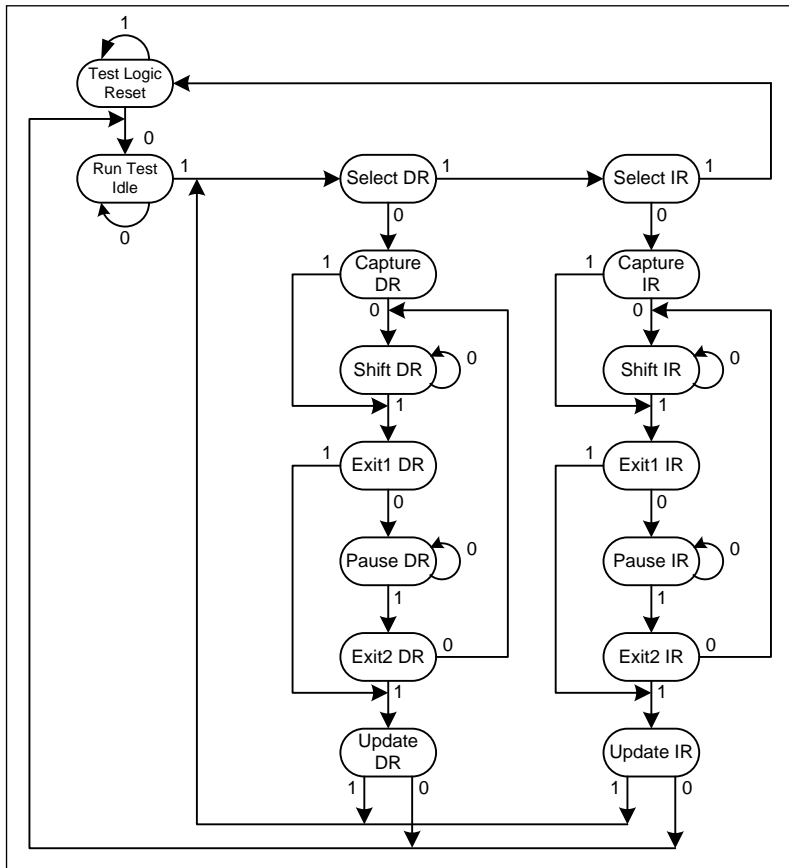 1
Test Logic
Reset
0
Run Test
Idle
1
0
Select DR
1
0
Select IR
1
0
Capture
DR
1
0
Capture
IR
1
0
Shift DR
0
1
Shift IR
0
1
Exit1 DR
1
0
Exit1 IR
1
0
Pause DR
0
1
Pause IR
0
1
Exit2 DR
0
1
Exit2 IR
0
1
Update
DR
1
0
Update IR
1
0